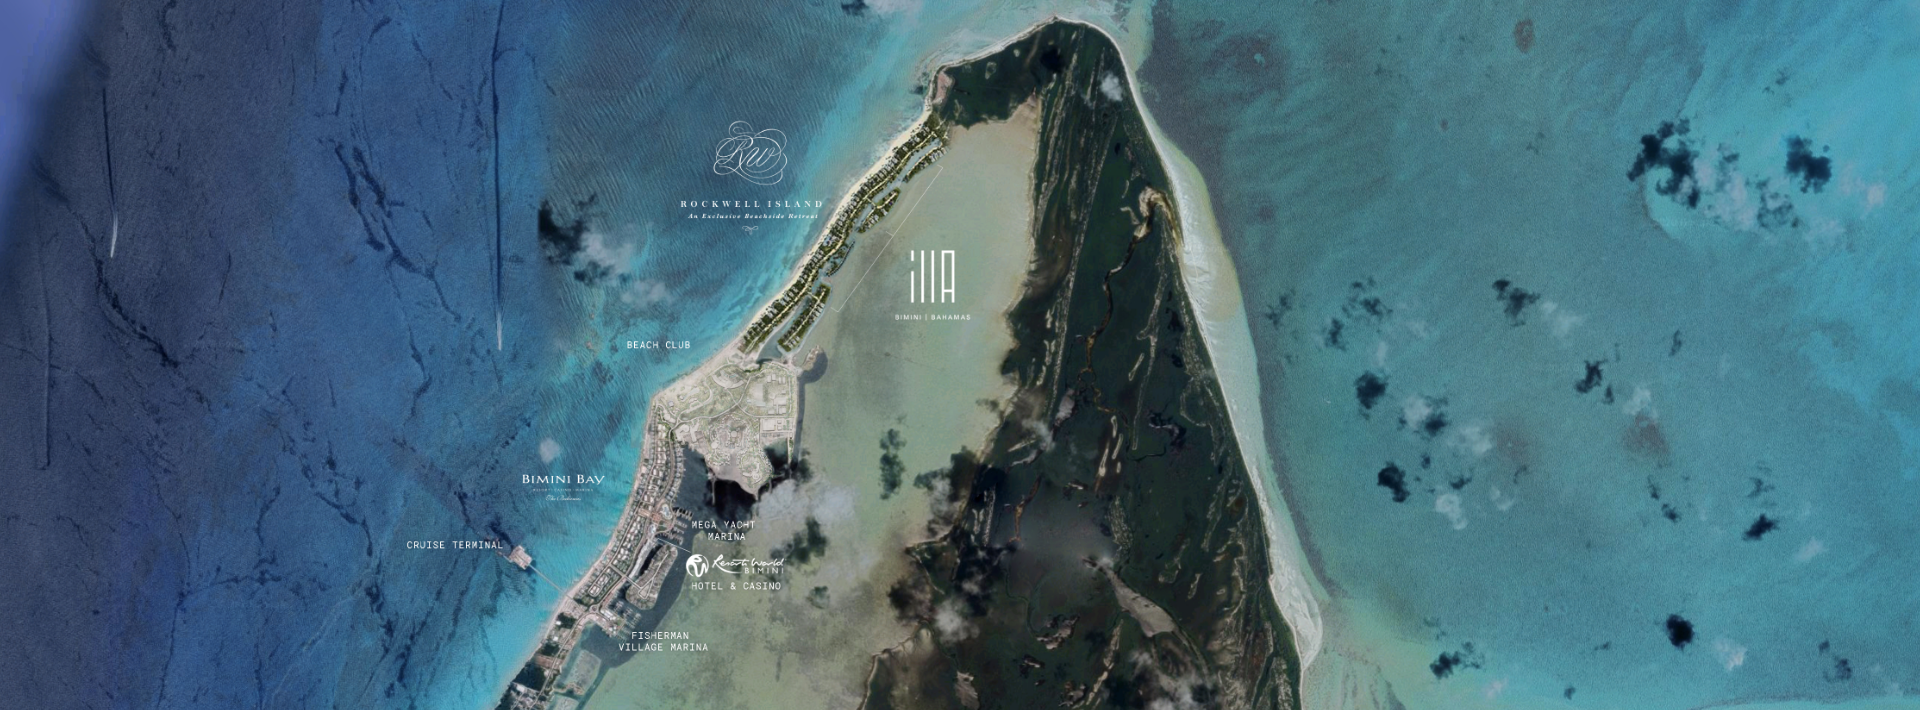 RW
ROCKWELL ISLAND
An Exclusive Beachside Retreat
illA
BIMINI | BAHAMAS
BEACH CLUB
BIMINI BAY
CRUISE TERMINAL
MEGA YACHT
MARINA
Resorts World
BIMINI
HOTEL & CASINO
FISHERMAN
VILLAGE MARINA